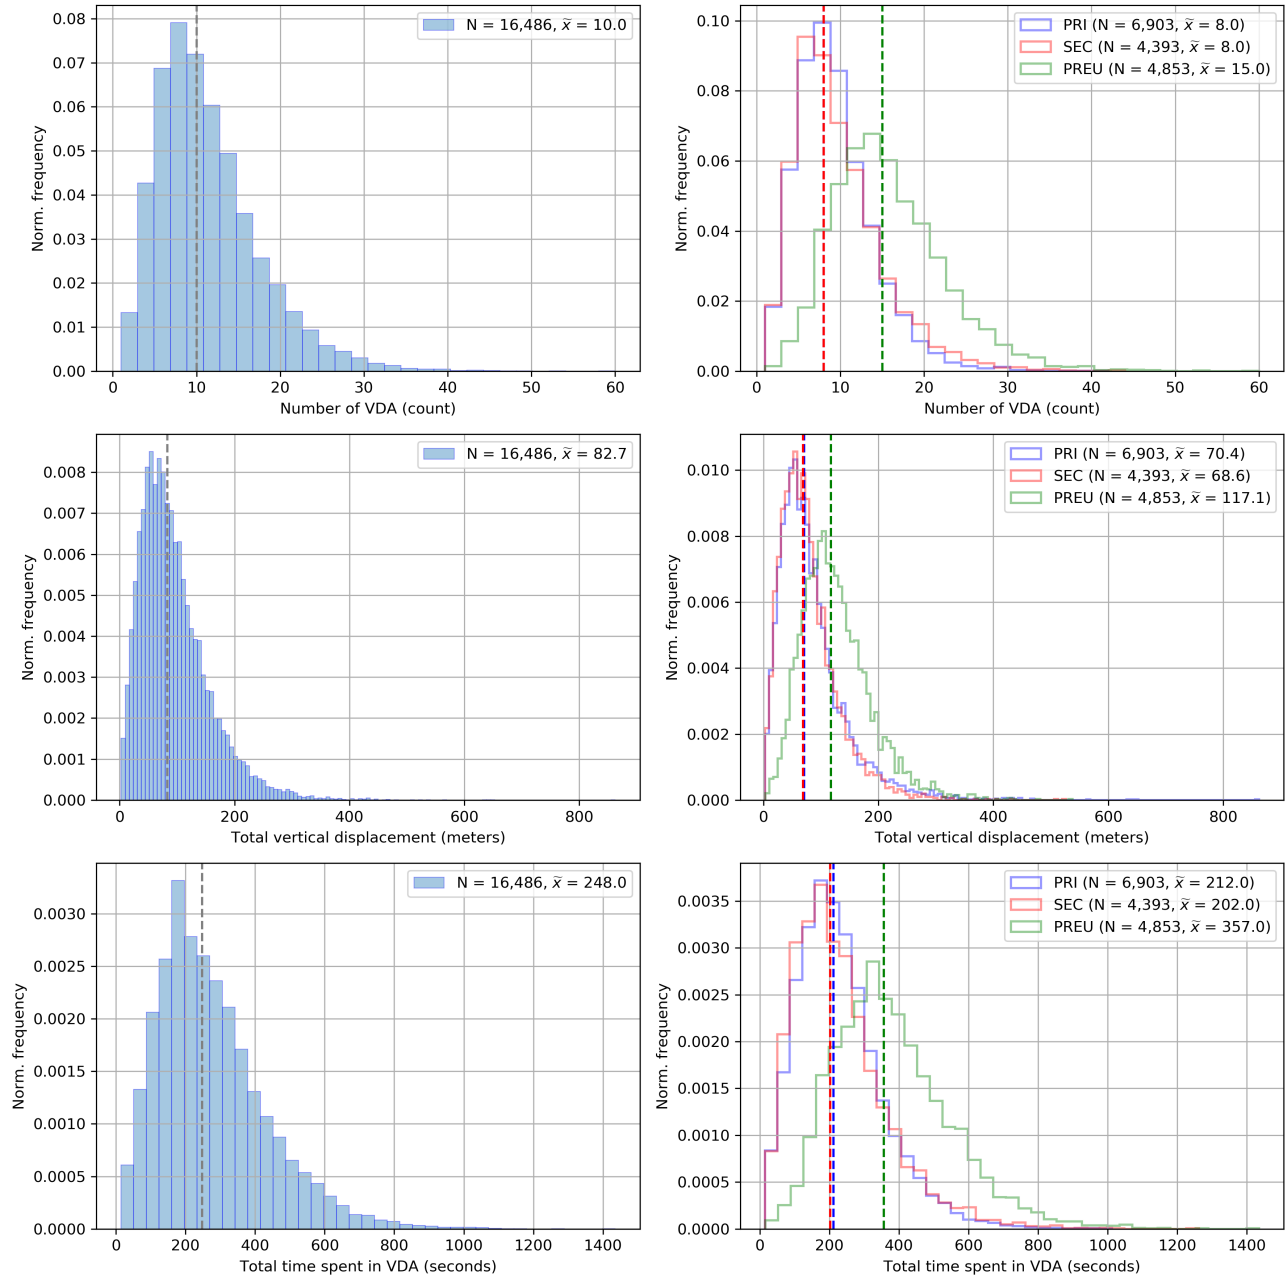 0.08
0.07
0.06
0.05
0.04
0.03
0.02
0.01
0.00
Norm. frequency
N = 16,486, x̃ = 10.0
0 10 20 30 40 50 60
Number of VDA (count)
0.10
0.08
0.06
0.04
0.02
0.00
Norm. frequency
PRI (N = 6,903, x̃ = 8.0)
SEC (N = 4,393, x̃ = 8.0)
PREU (N = 4,853, x̃ = 15.0)
0 10 20 30 40 50 60
Number of VDA (count)
0.008
0.007
0.006
0.005
0.004
0.003
0.002
0.001
0.000
Norm. frequency
N = 16,486, x̃ = 82.7
0 200 400 600 800
Total vertical displacement (meters)
0.010
0.008
0.006
0.004
0.002
0.000
Norm. frequency
PRI (N = 6,903, x̃ = 70.4)
SEC (N = 4,393, x̃ = 68.6)
PREU (N = 4,853, x̃ = 117.1)
0 200 400 600 800
Total vertical displacement (meters)
0.0030
0.0025
0.0020
0.0015
0.0010
0.0005
0.0000
Norm. frequency
N = 16,486, x̃ = 248.0
0 200 400 600 800 1000 1200 1400
Total time spent in VDA (seconds)
0.0035
0.0030
0.0025
0.0020
0.0015
0.0010
0.0005
0.0000
Norm. frequency
PRI (N = 6,903, x̃ = 212.0)
SEC (N = 4,393, x̃ = 202.0)
PREU (N = 4,853, x̃ = 357.0)
0 200 400 600 800 1000 1200 1400
Total time spent in VDA (seconds)